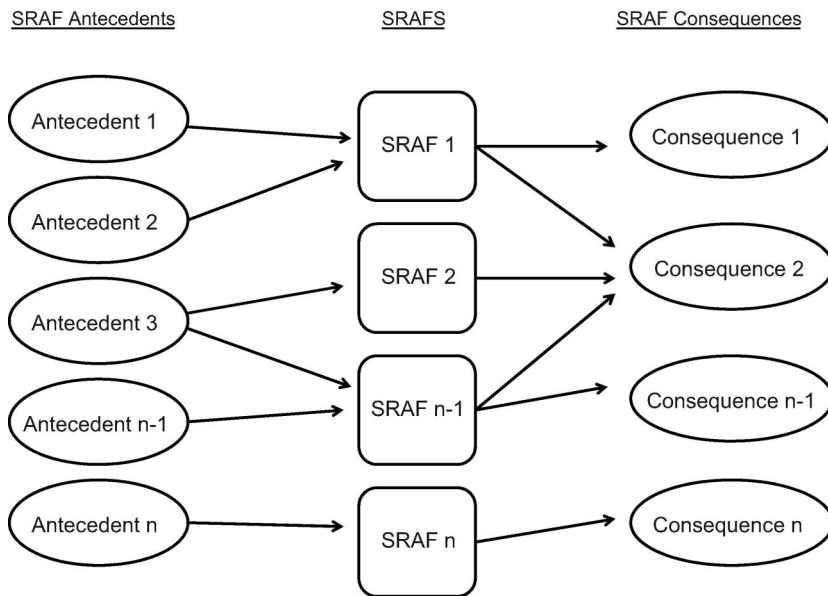 SRAF Antecedents
SRAFS
SRAF Consequences
Antecedent 1
SRAF 1
Consequence 1
Antecedent 2
SRAF 2
Consequence 2
Antecedent 3
SRAF n-1
Consequence n-1
Antecedent n-1
Antecedent n
SRAF n
Consequence n